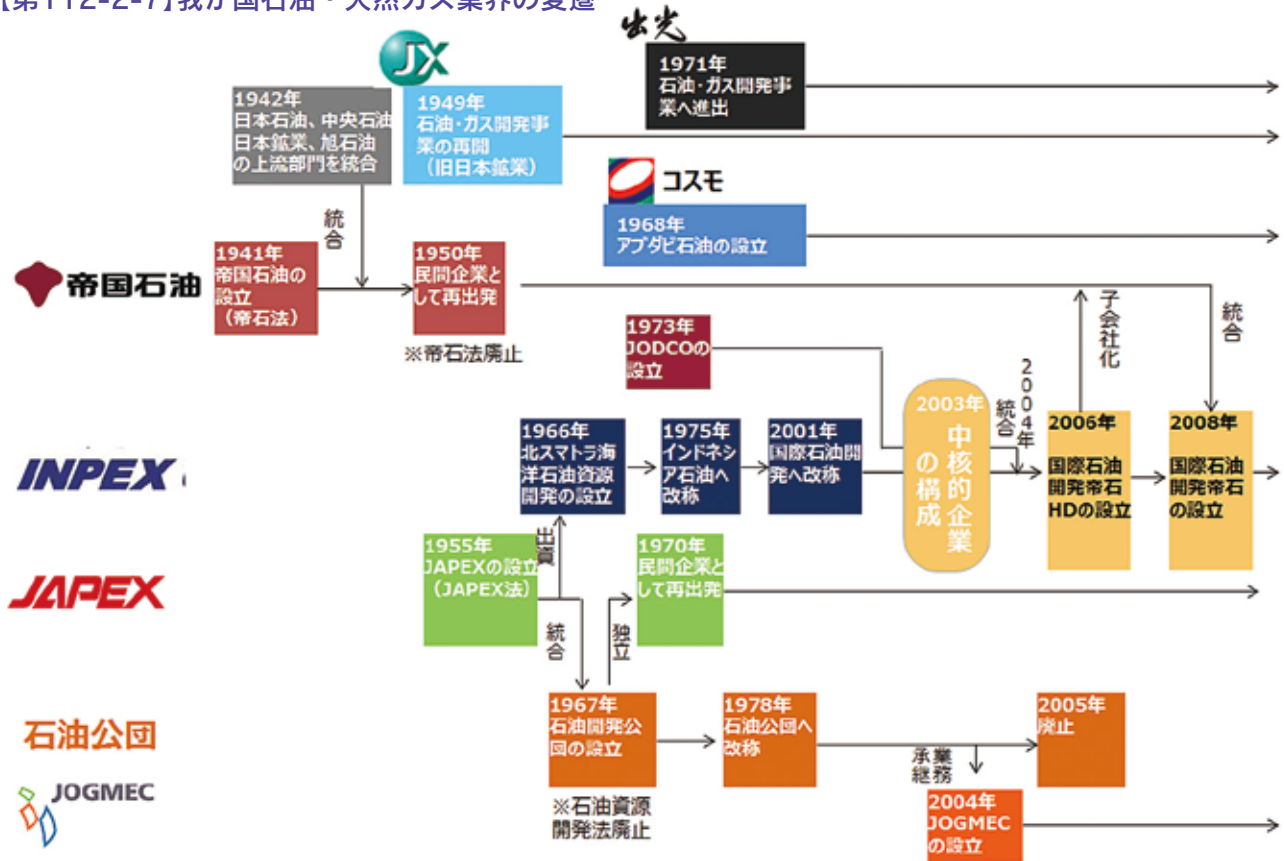 【第112-2-7】我が国石油・天然ガス業界の変遷
出光
JX
1971年
石油・ガス開発事
業へ進出
1942年
日本石油、中央石油
日本鉱業、旭石油
の上流部門を統合
1949年
石油・ガス開発事
業の再開
（旧日本鉱業）
コスモ
1968年
アブダビ石油の設立
統合
帝国石油
1941年
帝国石油の
設立
（帝石法）
1950年
民間企業と
して再出発
※帝石法廃止
子会社化
統合
1973年
JODCOの
設立
2004年
統合
2003年
中核的企業
の構成
INPEX
1966年
北スマトラ海
洋石油資源
開発の設立
1975年
インドネシ
ア石油へ
改称
2001年
国際石油開
発へ改称
2006年
国際石油
開発帝石
HDの設立
2008年
国際石油
開発帝石
の設立
出資
JAPEX
1955年
JAPEXの設立
（JAPEX法）
1970年
民間企業と
して再出発
統合
独立
石油公団
1967年
石油開発公
団の設立
1978年
石油公団へ
改称
2005年
廃止
※石油資源
開発法廃止
業務
承継
JOGMEC
2004年
JOGMEC
の設立